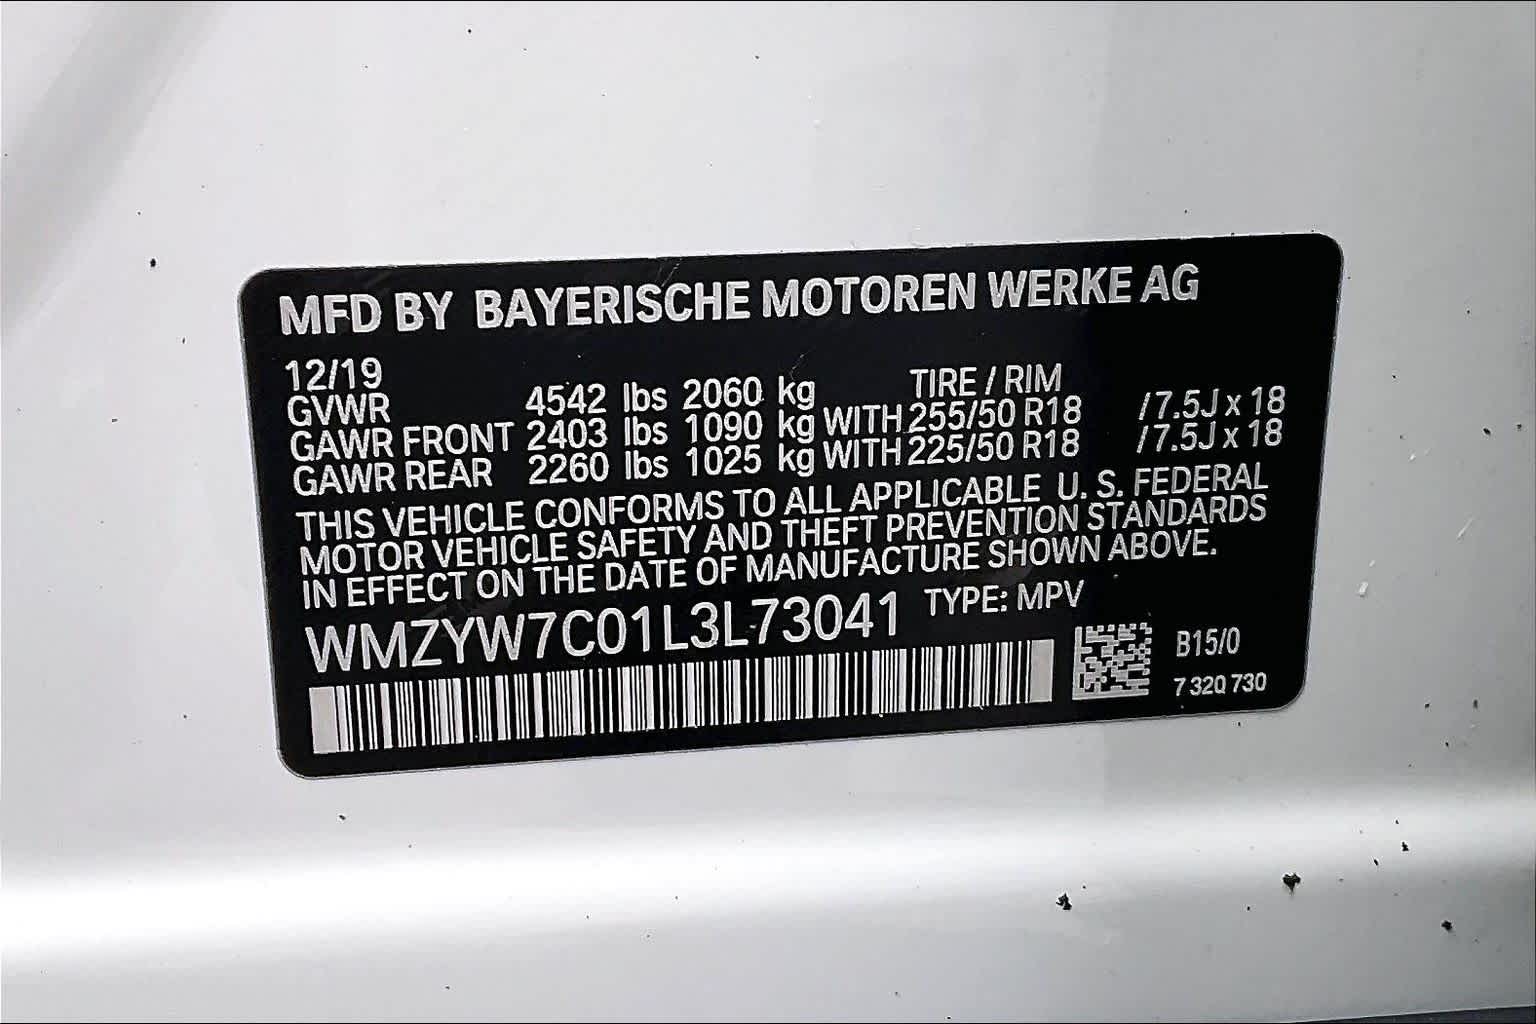 MFD BY BAYERISCHE MOTOREN WERKE AG
12/19 TIRE / RIM
GVWR 4542 lbs 2060 kg
GAWR FRONT 2403 lbs 1090 kg WITH 255/50 R18 / 7.5J x 18
GAWR REAR 2260 lbs 1025 kg WITH 225/50 R18 / 7.5J x 18
THIS VEHICLE CONFORMS TO ALL APPLICABLE U. S. FEDERAL
MOTOR VEHICLE SAFETY AND THEFT PREVENTION STANDARDS
IN EFFECT ON THE DATE OF MANUFACTURE SHOWN ABOVE.
WMZYW7C01L3L73041 TYPE: MPV
B15/0
7 320 730